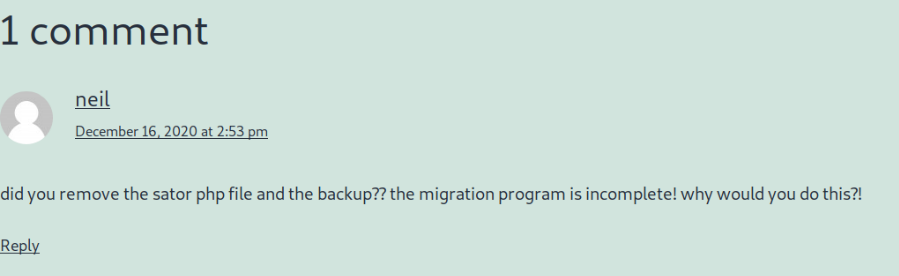 1 comment
neil
December 16, 2020 at 2:53 pm
did you remove the sator php file and the backup?? the migration program is incomplete! why would you do this?!
Reply